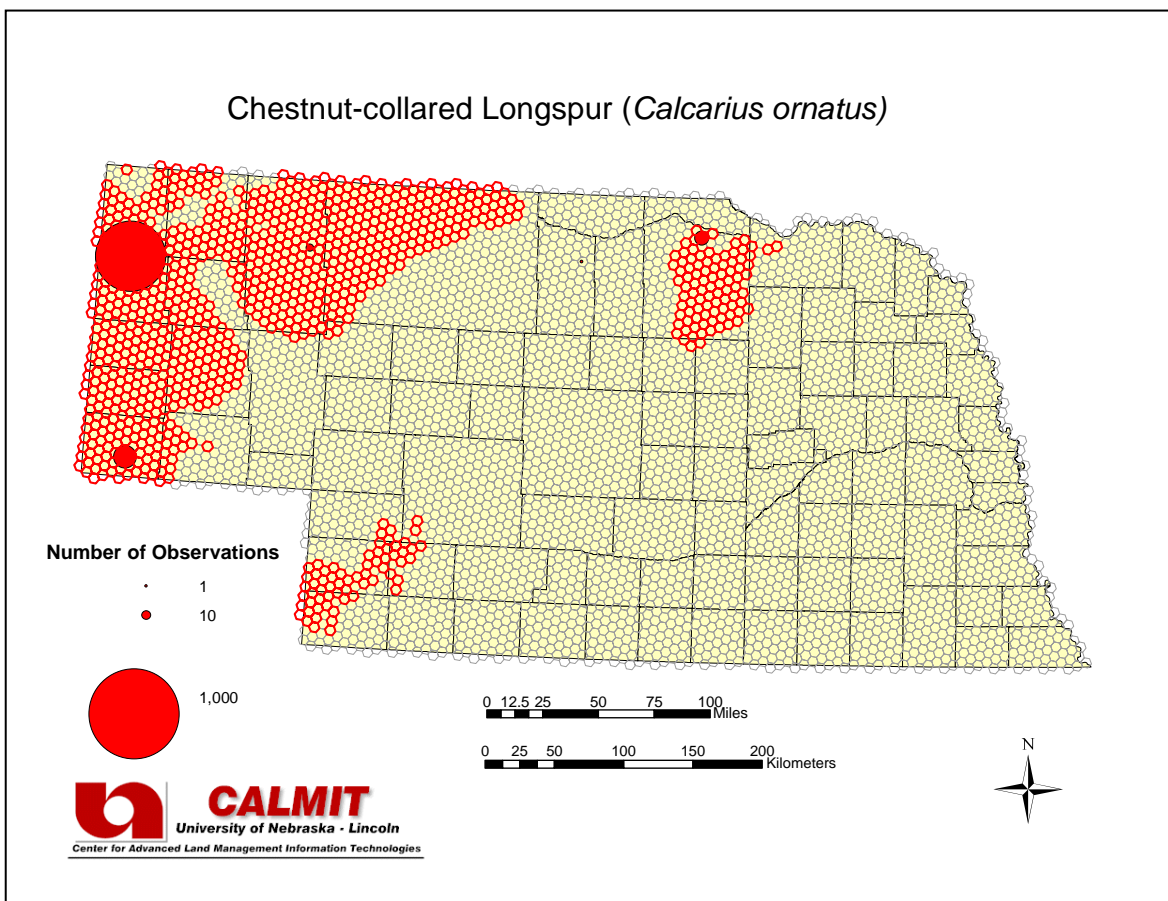 Chestnut-collared Longspur (Calcarius ornatus)
Number of Observations
1
10
1,000
0 12.5 25 50 75 100
Miles
0 25 50 100 150 200
Kilometers
N
CALMIT
University of Nebraska - Lincoln
Center for Advanced Land Management Information Technologies